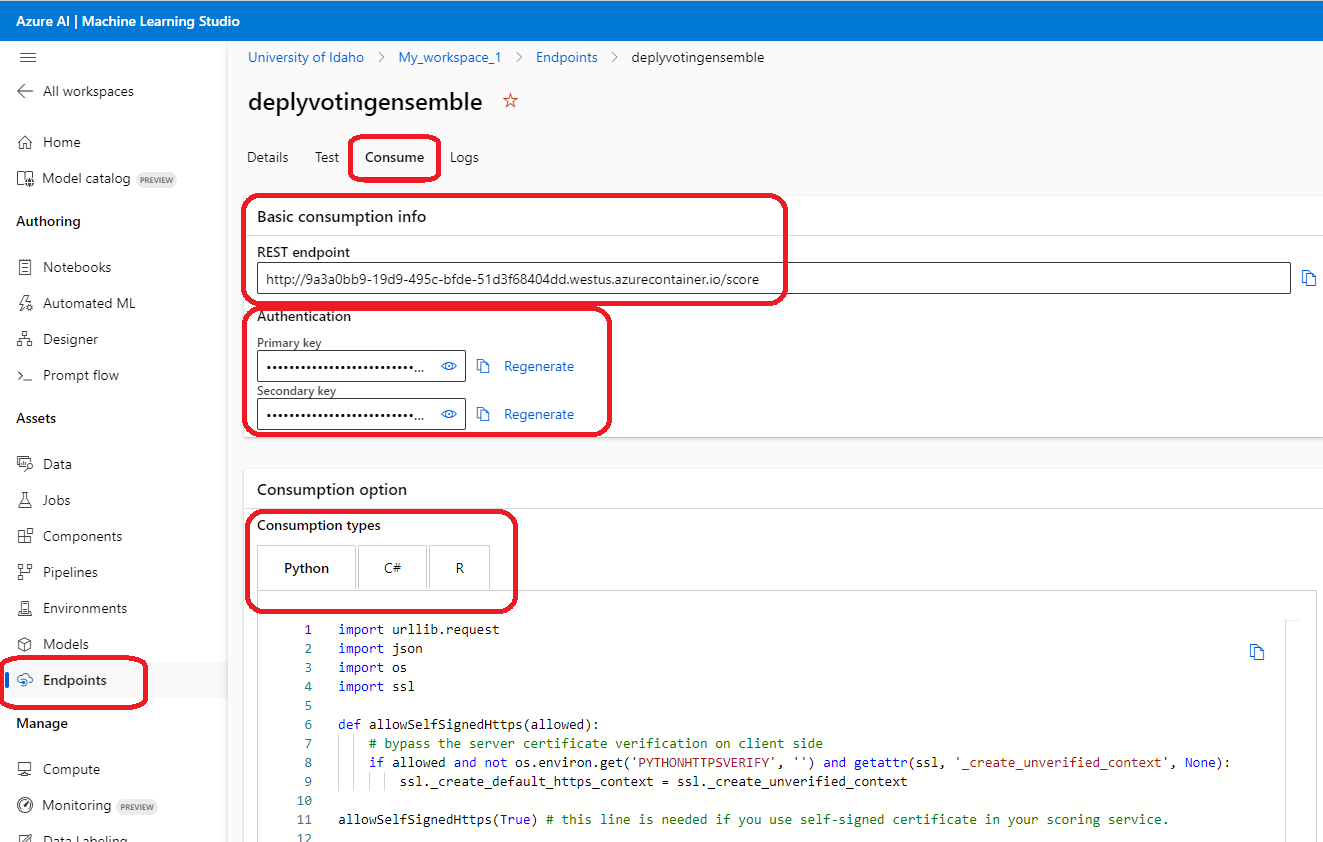 Azure AI | Machine Learning Studio
All workspaces
Home
Model catalog PREVIEW
Authoring
Notebooks
Automated ML
Designer
Prompt flow
Assets
Data
Jobs
Components
Pipelines
Environments
Models
Endpoints
Manage
Compute
Monitoring PREVIEW
Data Labeling
University of Idaho > My_workspace_1 > Endpoints > deplyvotingensemble
deplyvotingensemble
Details Test Consume Logs
Basic consumption info
REST endpoint
http://9a3a0bb9-19d9-495c-bfde-51d3f68404dd.westus.azurecontainer.io/score
Authentication
Primary key
••••••••••••••••••••••••••... Regenerate
Secondary key
••••••••••••••••••••••••••... Regenerate
Consumption option
Consumption types
Python C# R
1 import urllib.request
2 import json
3 import os
4 import ssl
5
6 def allowSelfSignedHttps(allowed):
7 # bypass the server certificate verification on client side
8 if allowed and not os.environ.get('PYTHONHTTPSVERIFY', '') and getattr(ssl, '_create_unverified_context', None):
9 ssl._create_default_https_context = ssl._create_unverified_context
10
11 allowSelfSignedHttps(True) # this line is needed if you use self-signed certificate in your scoring service.
12